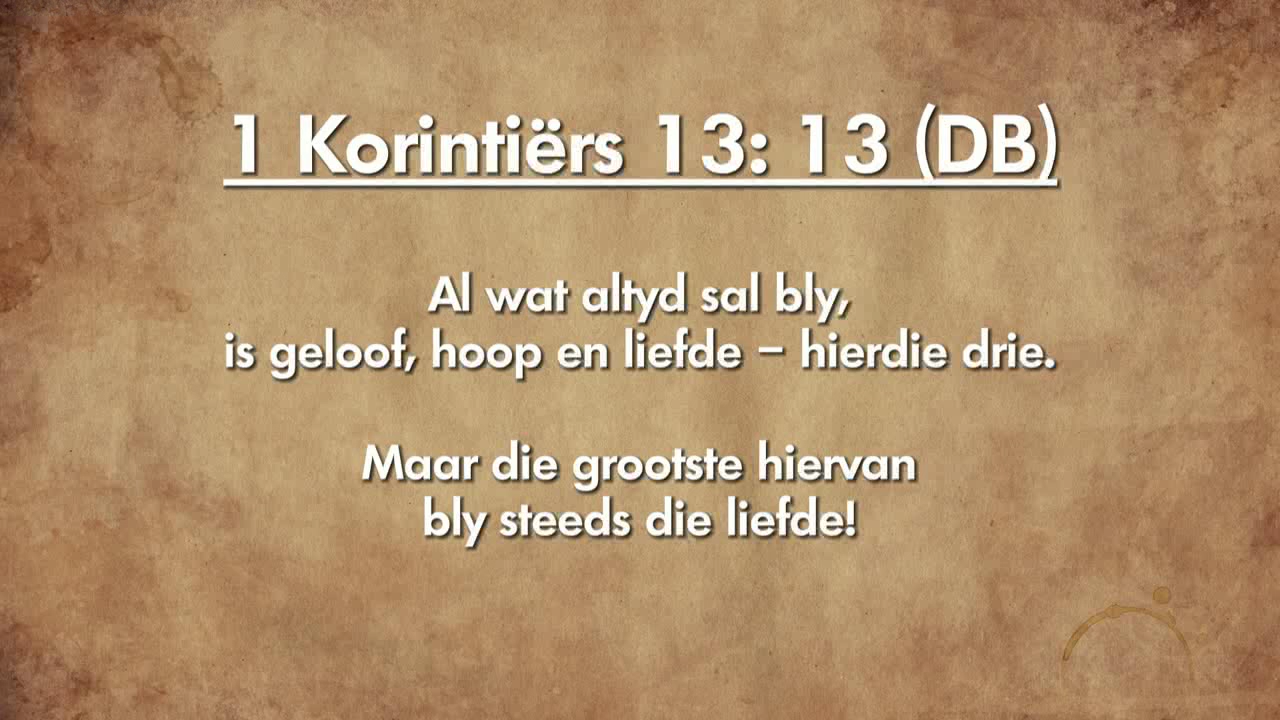 1 Korintiërs 13: 13 (DB)
Al wat altyd sal bly,
is geloof, hoop en liefde – hierdie drie.
Maar die grootste hiervan
bly steeds die liefde!